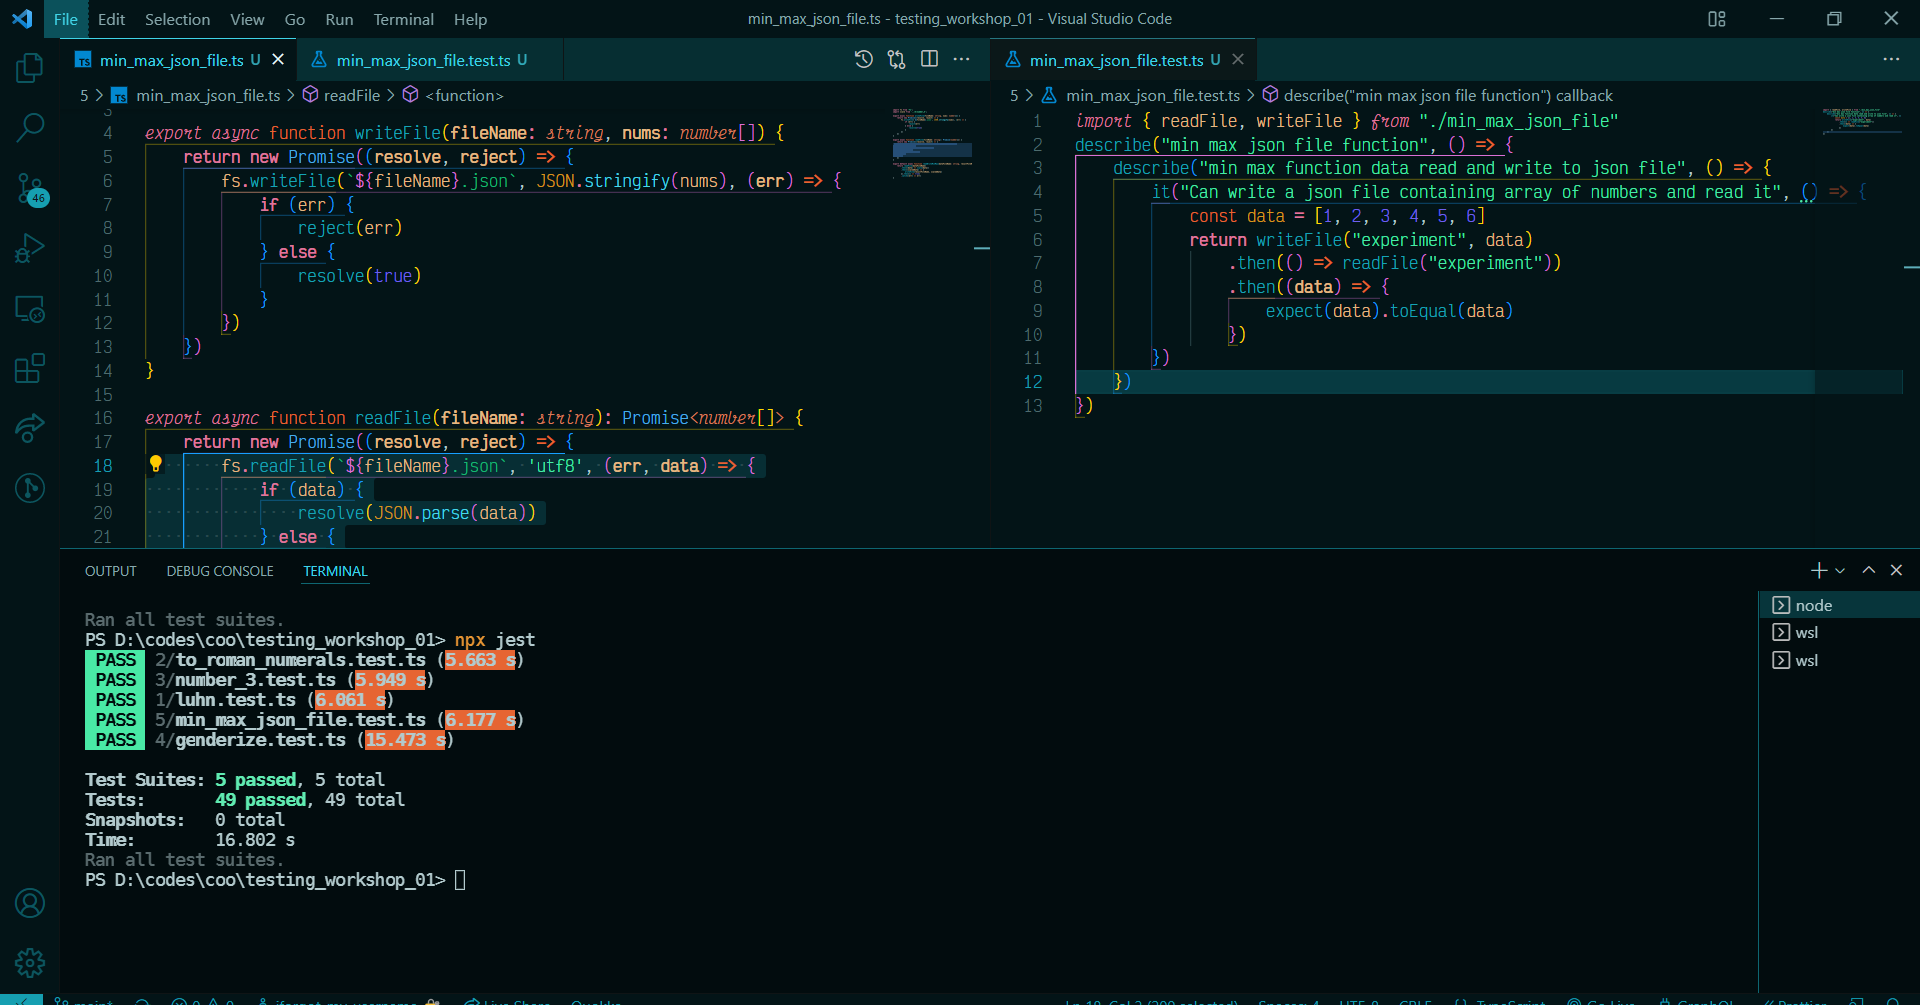 File Edit Selection View Go Run Terminal Help
min_max_json_file.ts - testing_workshop_01 - Visual Studio Code
TS min_max_json_file.ts U
min_max_json_file.test.ts U
5 > TS min_max_json_file.ts > readFile > <function>
3
4 export async function writeFile(fileName: string, nums: number[]) {
5 return new Promise((resolve, reject) => {
6 fs.writeFile(`${fileName}.json`, JSON.stringify(nums), (err) => {
7 if (err) {
8 reject(err)
9 } else {
10 resolve(true)
11 }
12 })
13 })
14 }
15
16 export async function readFile(fileName: string): Promise<number[]> {
17 return new Promise((resolve, reject) => {
18 fs.readFile(`${fileName}.json`, 'utf8', (err, data) => {
19 if (data) {
20 resolve(JSON.parse(data))
21 } else {
min_max_json_file.test.ts U
5 > min_max_json_file.test.ts > describe("min max json file function") callback
1 import { readFile, writeFile } from "./min_max_json_file"
2 describe("min max json file function", () => {
3 describe("min max function data read and write to json file", () => {
4 it("Can write a json file containing array of numbers and read it", () => {
5 const data = [1, 2, 3, 4, 5, 6]
6 return writeFile("experiment", data)
7 .then(() => readFile("experiment"))
8 .then((data) => {
9 expect(data).toEqual(data)
10 })
11 })
12 })
13 })
46
OUTPUT DEBUG CONSOLE TERMINAL
Ran all test suites.
PS D:\codes\coo\testing_workshop_01> npx jest
PASS 2/to_roman_numerals.test.ts (5.663 s)
PASS 3/number_3.test.ts (5.949 s)
PASS 1/luhn.test.ts (6.061 s)
PASS 5/min_max_json_file.test.ts (6.177 s)
PASS 4/genderize.test.ts (15.473 s)
Test Suites: 5 passed, 5 total
Tests: 49 passed, 49 total
Snapshots: 0 total
Time: 16.802 s
Ran all test suites.
PS D:\codes\coo\testing_workshop_01>
node
wsl
wsl